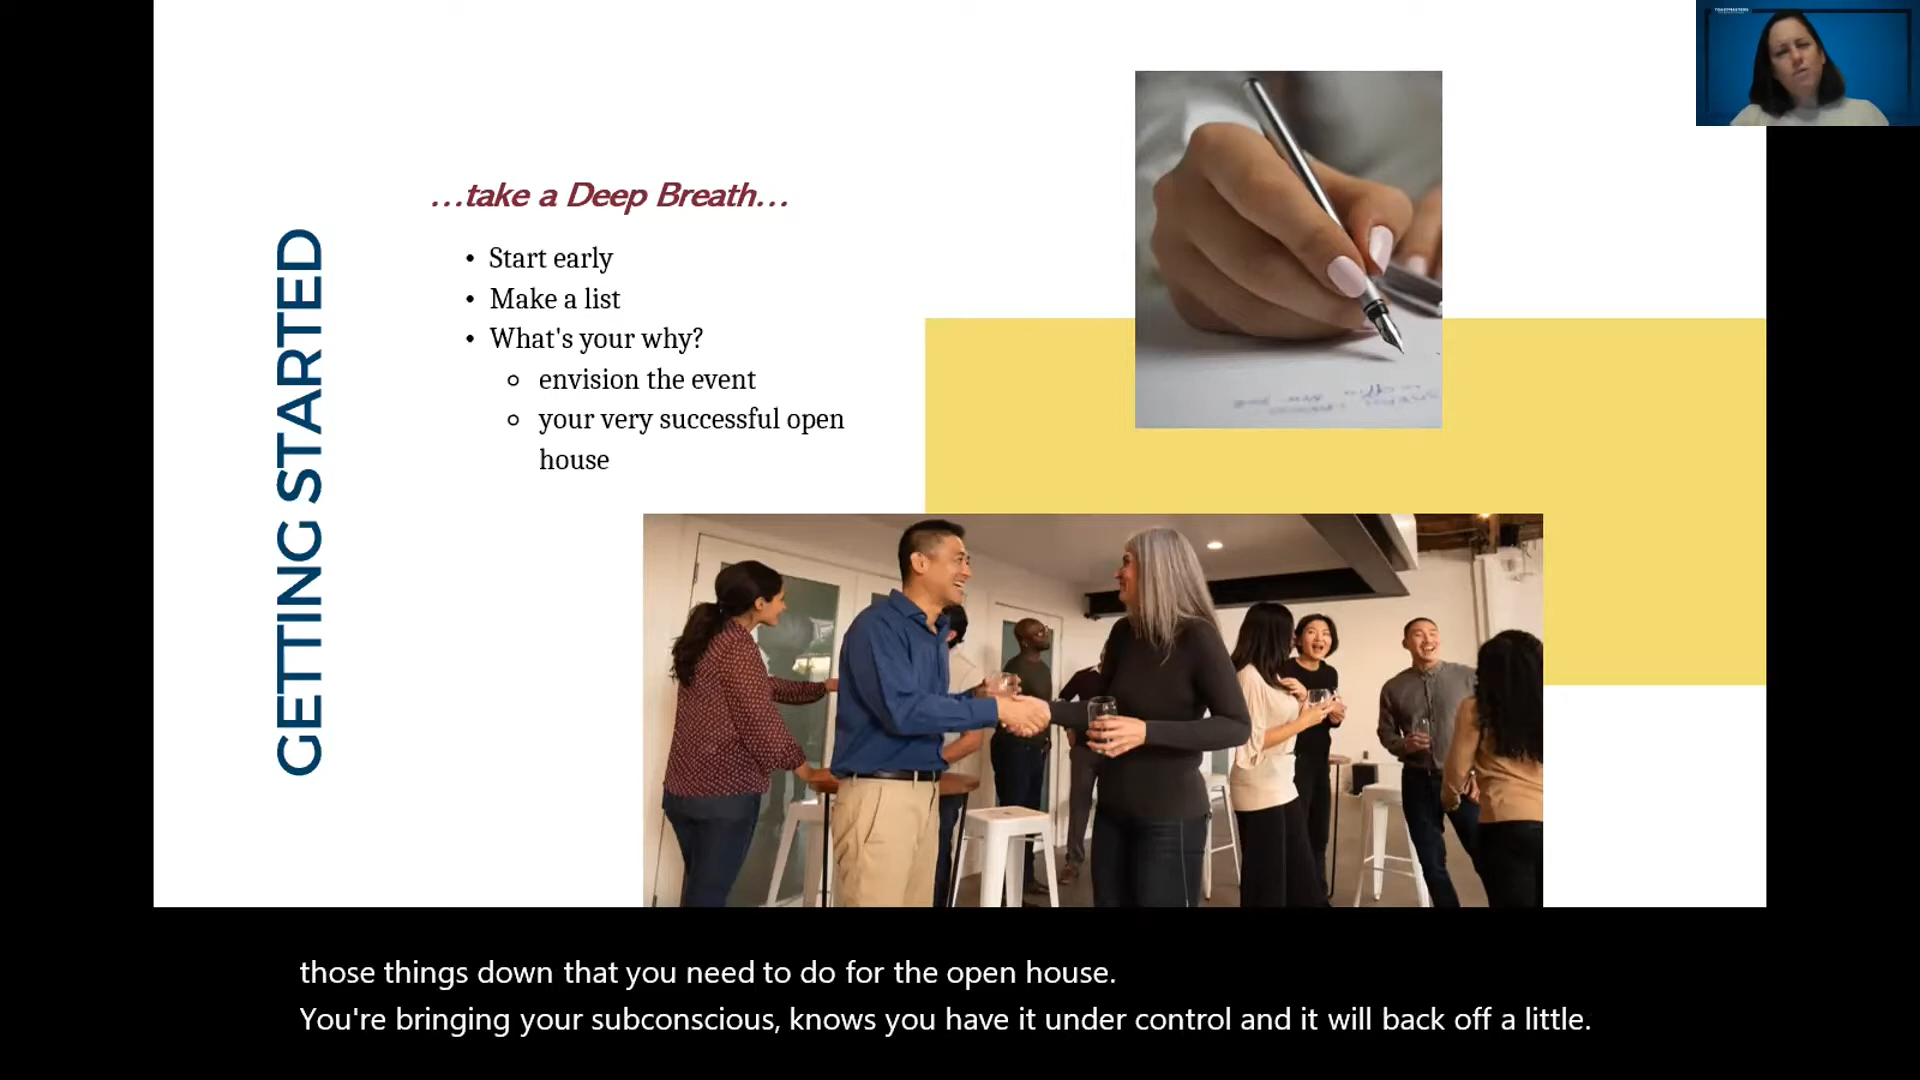 TOASTMASTERS
GETTING STARTED
...take a Deep Breath...
• Start early
• Make a list
• What's your why?
○ envision the event
○ your very successful open
house
those things down that you need to do for the open house.
You're bringing your subconscious, knows you have it under control and it will back off a little.